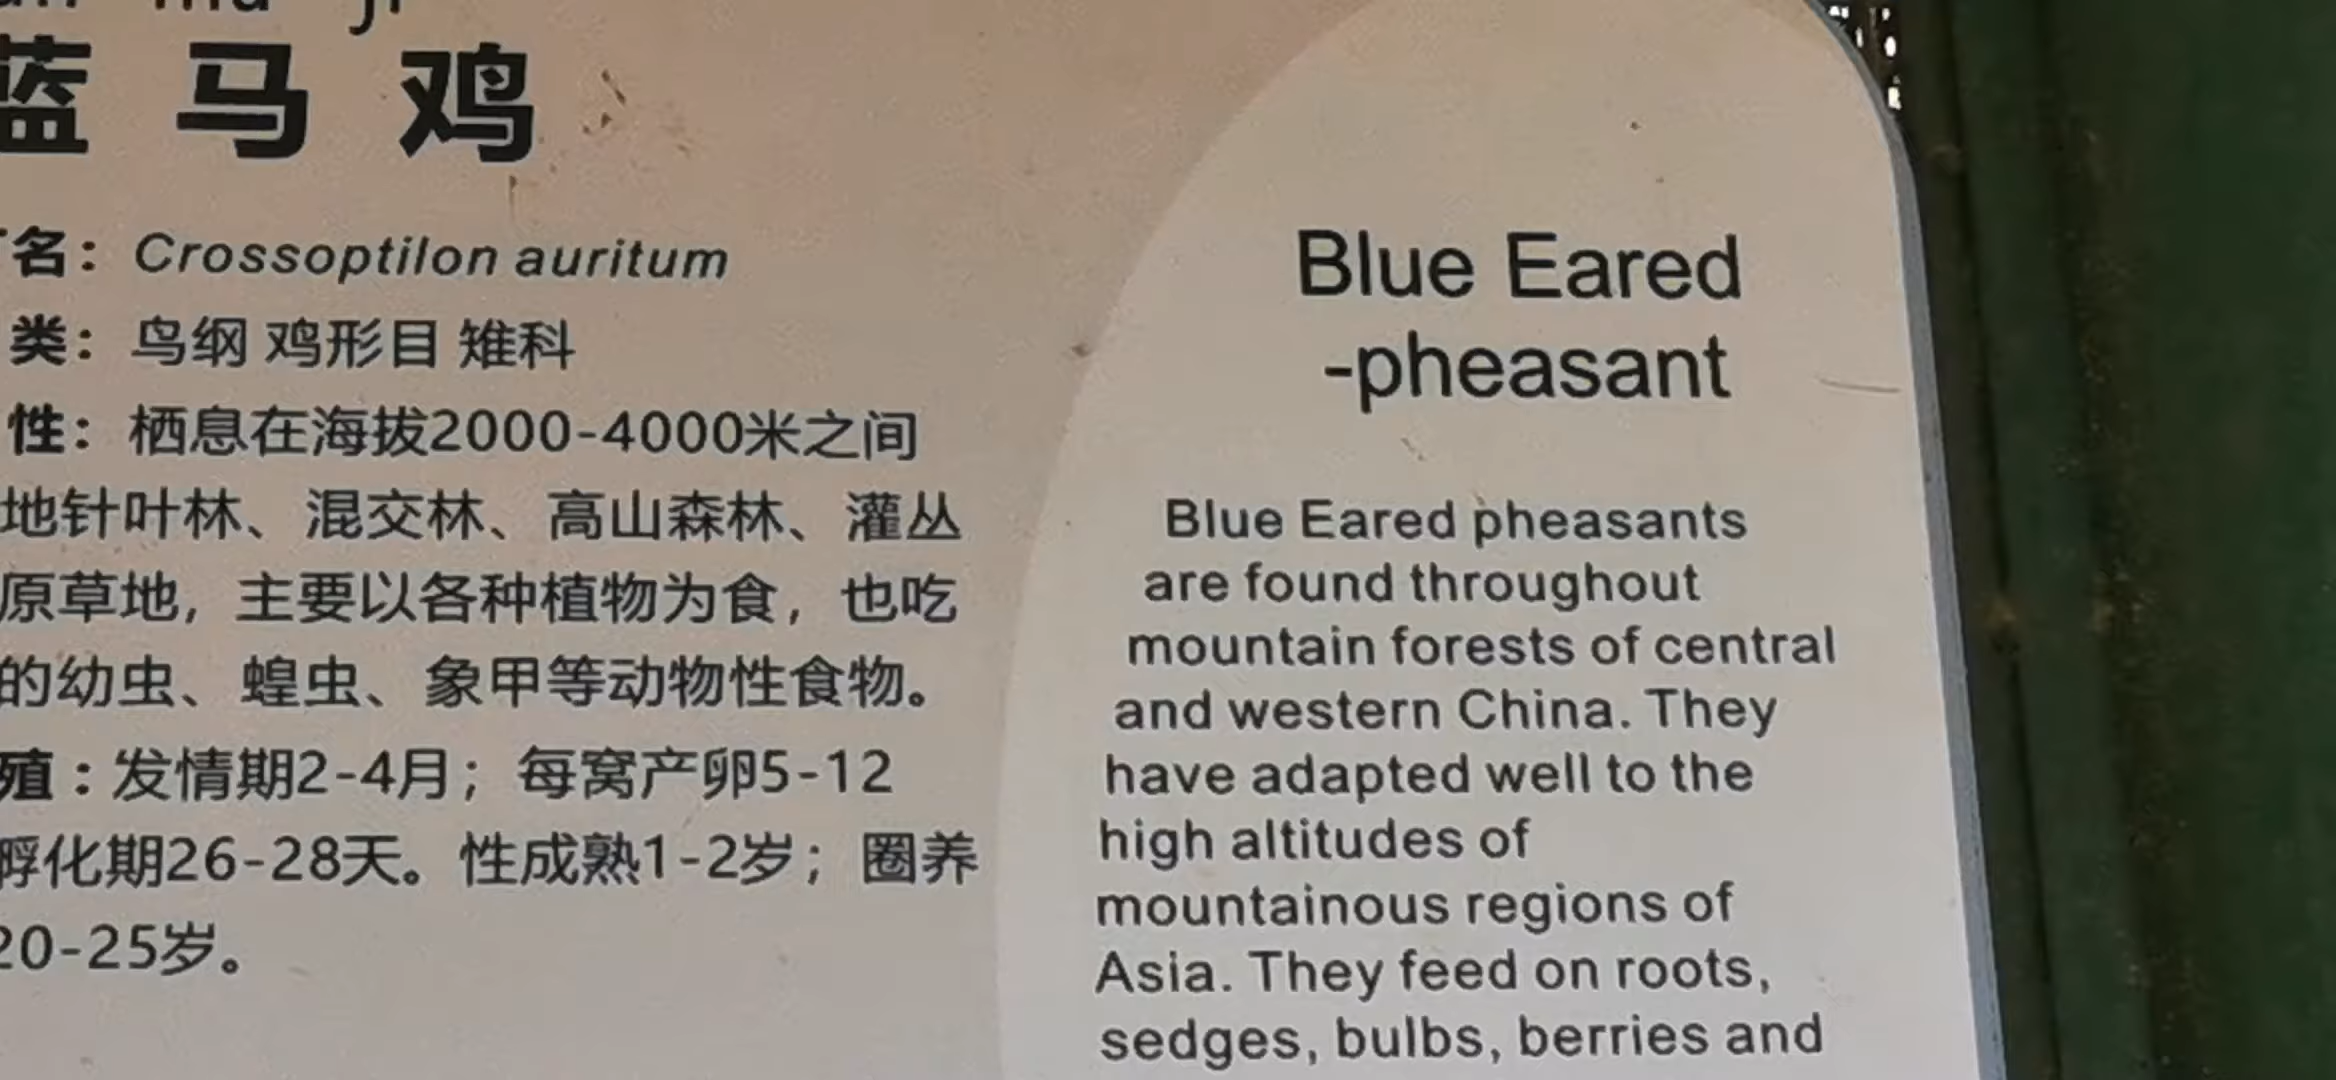 蓝马鸡
名：Crossoptilon auritum
类：鸟纲 鸡形目 雉科
性：栖息在海拔2000-4000米之间
地针叶林、混交林、高山森林、灌丛
原草地，主要以各种植物为食，也吃
的幼虫、蝗虫、象甲等动物性食物。
殖：发情期2-4月；每窝产卵5-12
孵化期26-28天。性成熟1-2岁；圈养
20-25岁。
Blue Eared
-pheasant
Blue Eared pheasants
are found throughout
mountain forests of central
and western China. They
have adapted well to the
high altitudes of
mountainous regions of
Asia. They feed on roots,
sedges, bulbs, berries and